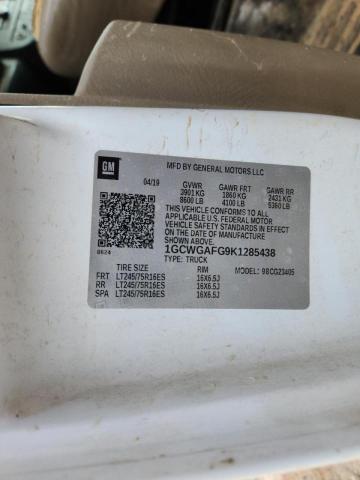 GM
MFD BY GENERAL MOTORS LLC
04/19 GVWR GAWR FRT GAWR RR
3901 KG 1860 KG 2431 KG
8600 LB 4100 LB 5360 LB
THIS VEHICLE CONFORMS TO ALL
APPLICABLE U.S. FEDERAL MOTOR
VEHICLE SAFETY STANDARDS IN
EFFECT ON THE DATE OF
MANUFACTURE SHOWN ABOVE.
8624 1GCWGAFG9K1285438
TYPE: TRUCK
TIRE SIZE RIM MODEL: 98CG23405
FRT LT245/75R16ES 16X6.5J
RR LT245/75R16ES 16X6.5J
SPA LT245/75R16ES 16X6.5J